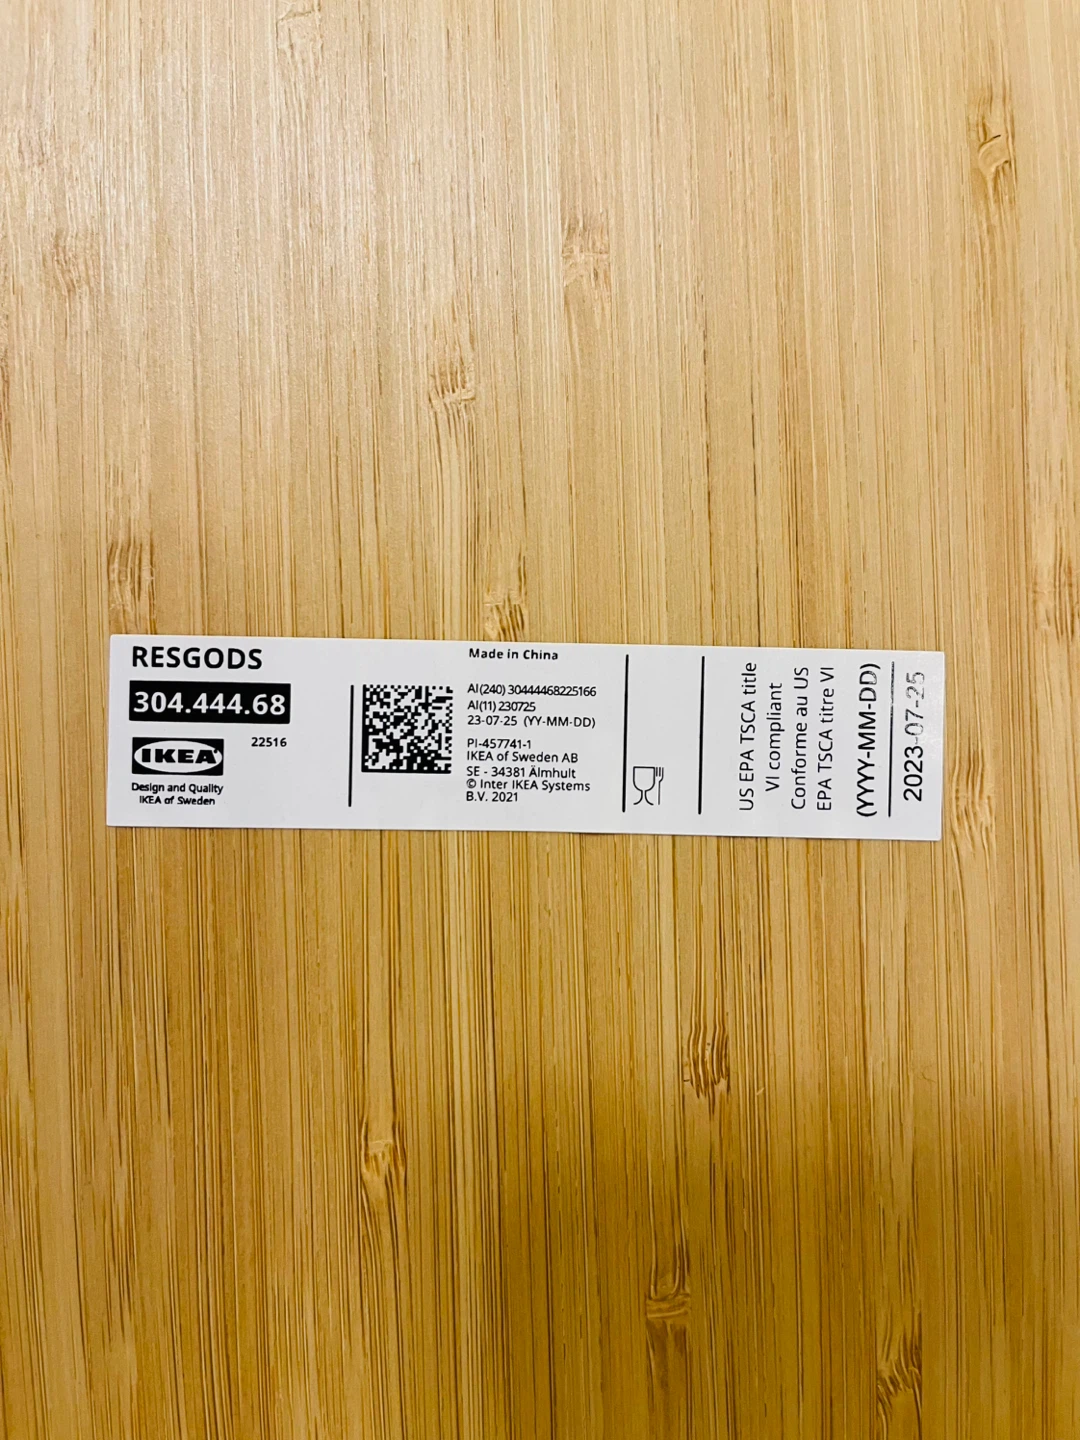 RESGODS
304.444.68
IKEA
22516
Design and Quality
IKEA of Sweden
Made in China
AI(240) 30444468225166
AI(11) 230725
23-07-25 (YY-MM-DD)
PI-457741-1
IKEA of Sweden AB
SE - 34381 Älmhult
© Inter IKEA Systems
B.V. 2021
US EPA TSCA title
VI compliant
Conforme au US
EPA TSCA titre VI
(YYYY-MM-DD)
2023-07-25